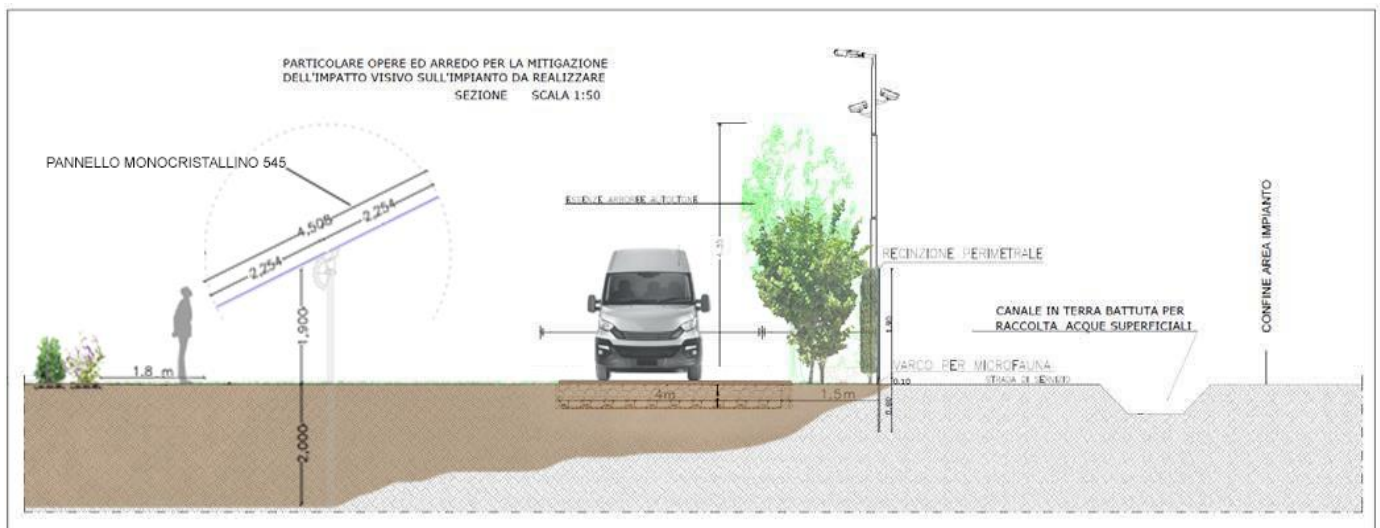 PARTICOLARE OPERE ED ARREDO PER LA MITIGAZIONE
DELL'IMPATTO VISIVO SULL'IMPIANTO DA REALIZZARE
SEZIONE SCALA 1:50
PANNELLO MONOCRISTALLINO 545
4,508
2,254
2,254
1,900
1.8 m
2,000
ESSENZE ARBOREE AUTOCTONE
4m
1,5m
RECINZIONE PERIMETRALE
1.90
VARCO PER MICROFAUNA
STRADA DI SERVIZIO
0.10
CANALE IN TERRA BATTUTA PER
RACCOLTA ACQUE SUPERFICIALI
CONFINE AREA IMPIANTO